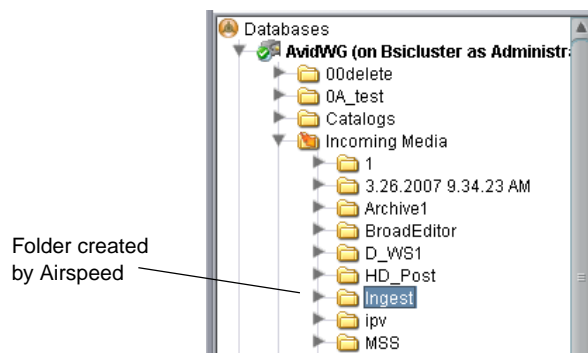 Databases
AvidWG (on Bsicluster as Administra
00delete
0A_test
Catalogs
Incoming Media
1
3.26.2007 9.34.23 AM
Archive1
BroadEditor
D_WS1
HD_Post
Ingest
ipv
MSS
Folder created
by Airspeed